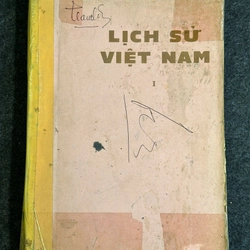 LỊCH SỬ
VIỆT NAM
I